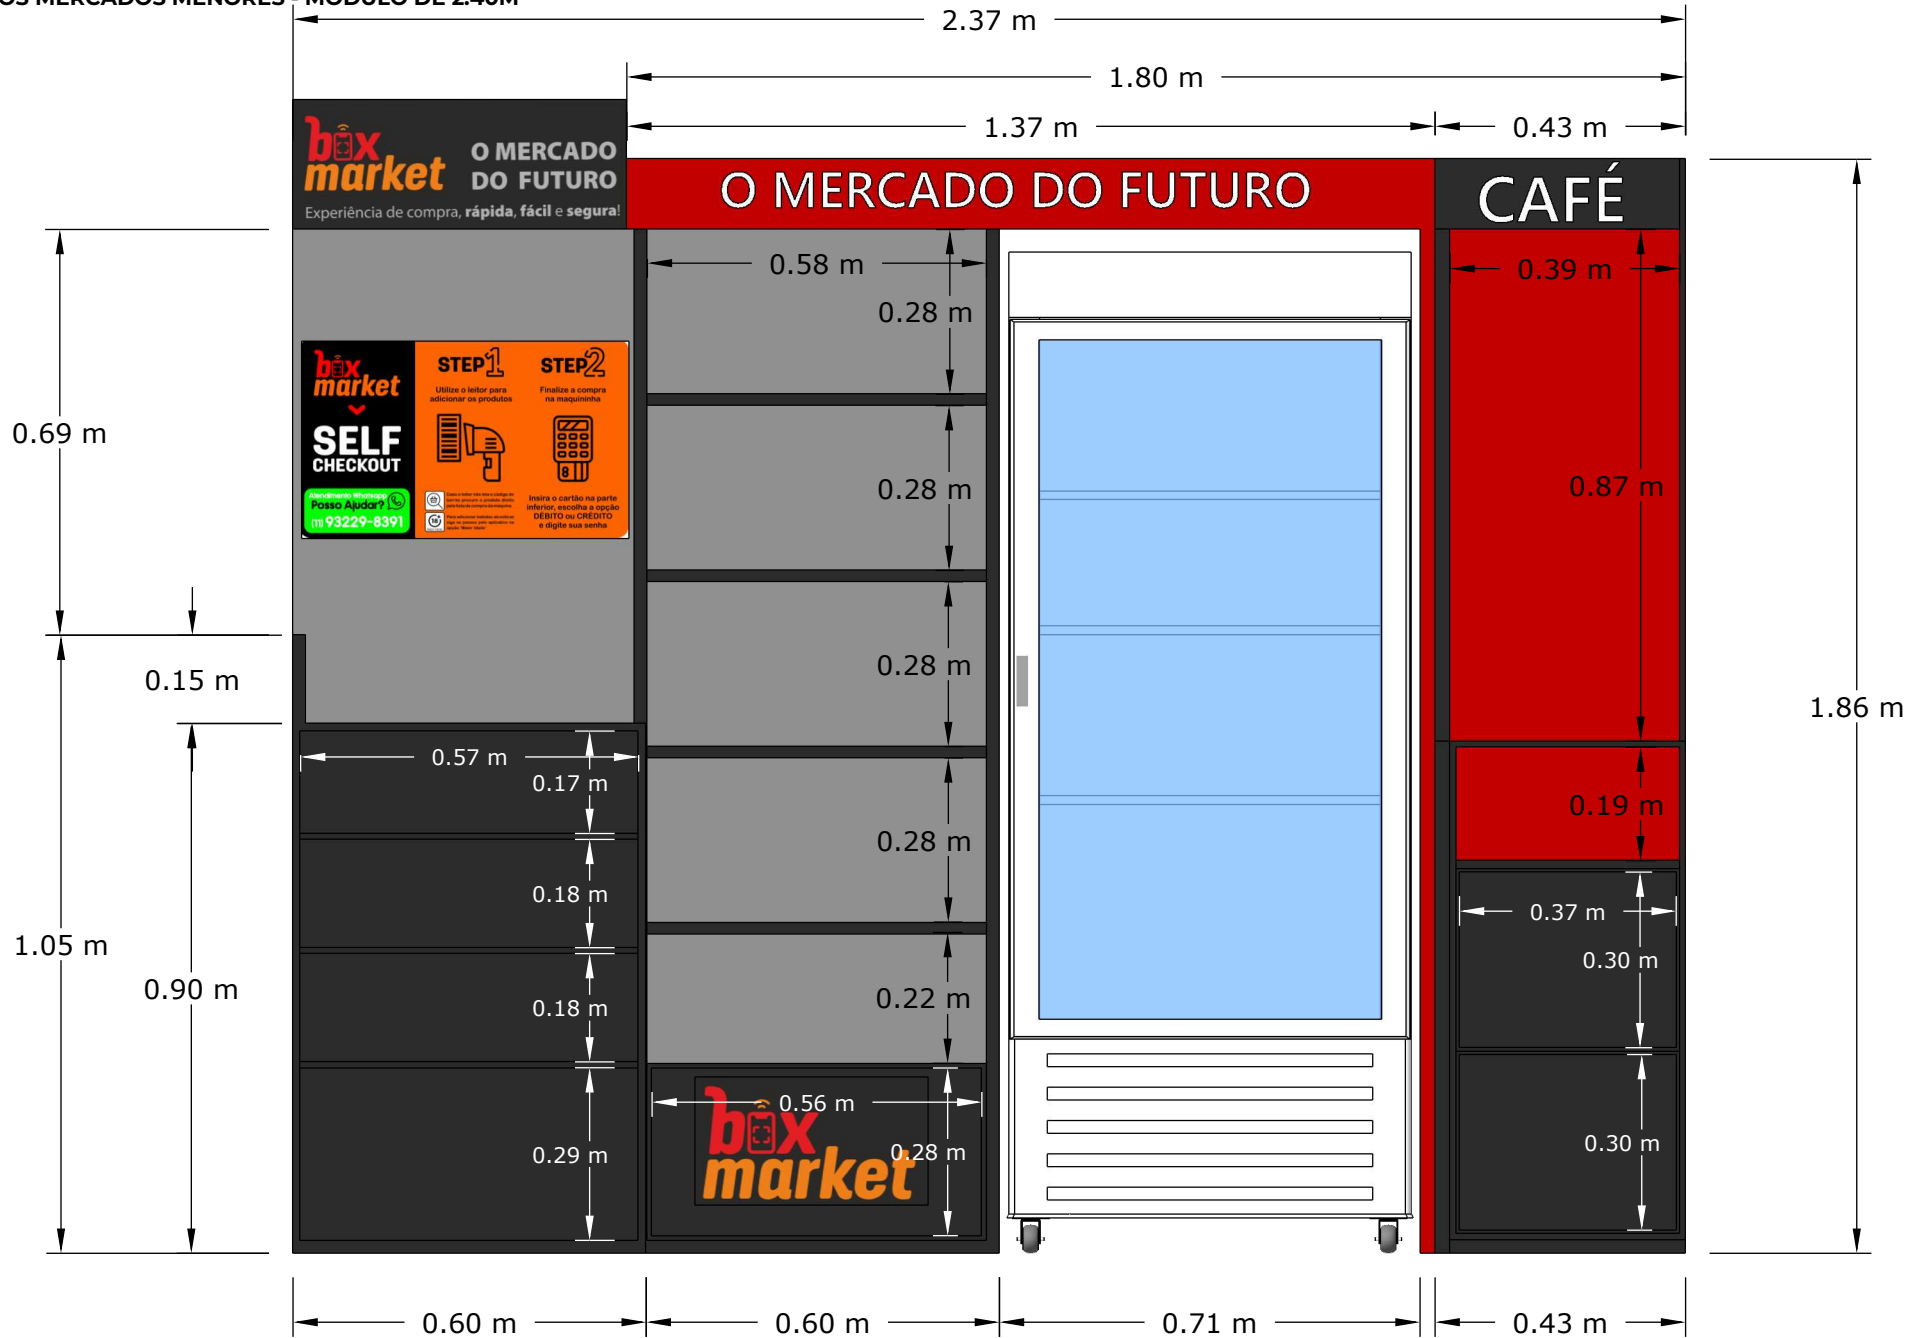 OS MERCADOS MENORES - MÓDULO DE 2.40M
2.37 m
1.80 m
1.37 m
0.43 m
box
market
O MERCADO
DO FUTURO
Experiência de compra, rápida, fácil e segura!
O MERCADO DO FUTURO
CAFÉ
0.69 m
0.15 m
1.05 m
0.90 m
box
market
SELF
CHECKOUT
Atendimento Whatsapp
Posso Ajudar?
(11) 93229-8391
STEP1
Utilize o leitor para
adicionar os produtos
STEP2
Finalize a compra
na maquininha
Insira o cartão na parte
inferior, escolha a opção
DÉBITO ou CRÉDITO
e digite sua senha
0.57 m
0.17 m
0.18 m
0.18 m
0.29 m
0.58 m
0.28 m
0.28 m
0.28 m
0.28 m
0.22 m
box
market
0.56 m
0.28 m
0.39 m
0.87 m
0.19 m
0.37 m
0.30 m
0.30 m
1.86 m
0.60 m
0.60 m
0.71 m
0.43 m